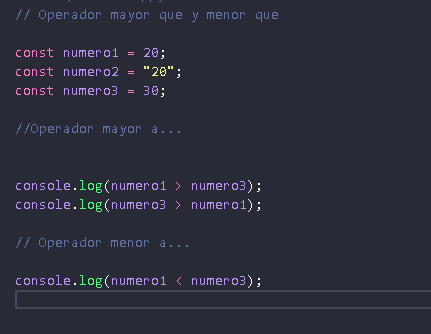 // Operador mayor que y menor que
const numero1 = 20;
const numero2 = "20";
const numero3 = 30;
//Operador mayor a...
console.log(numero1 > numero3);
console.log(numero3 > numero1);
// Operador menor a...
console.log(numero1 < numero3);